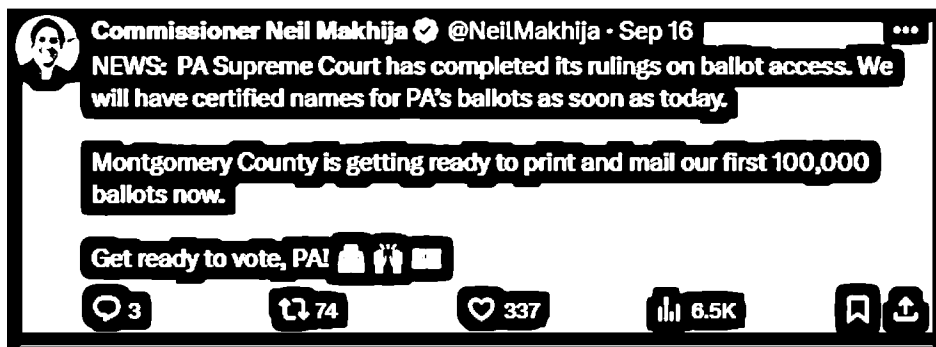 Commissioner Neil Makhija @NeilMakhija · Sep 16
NEWS: PA Supreme Court has completed its rulings on ballot access. We
will have certified names for PA's ballots as soon as today.
Montgomery County is getting ready to print and mail our first 100,000
ballots now.
Get ready to vote, PA!
3 74 337 6.5K